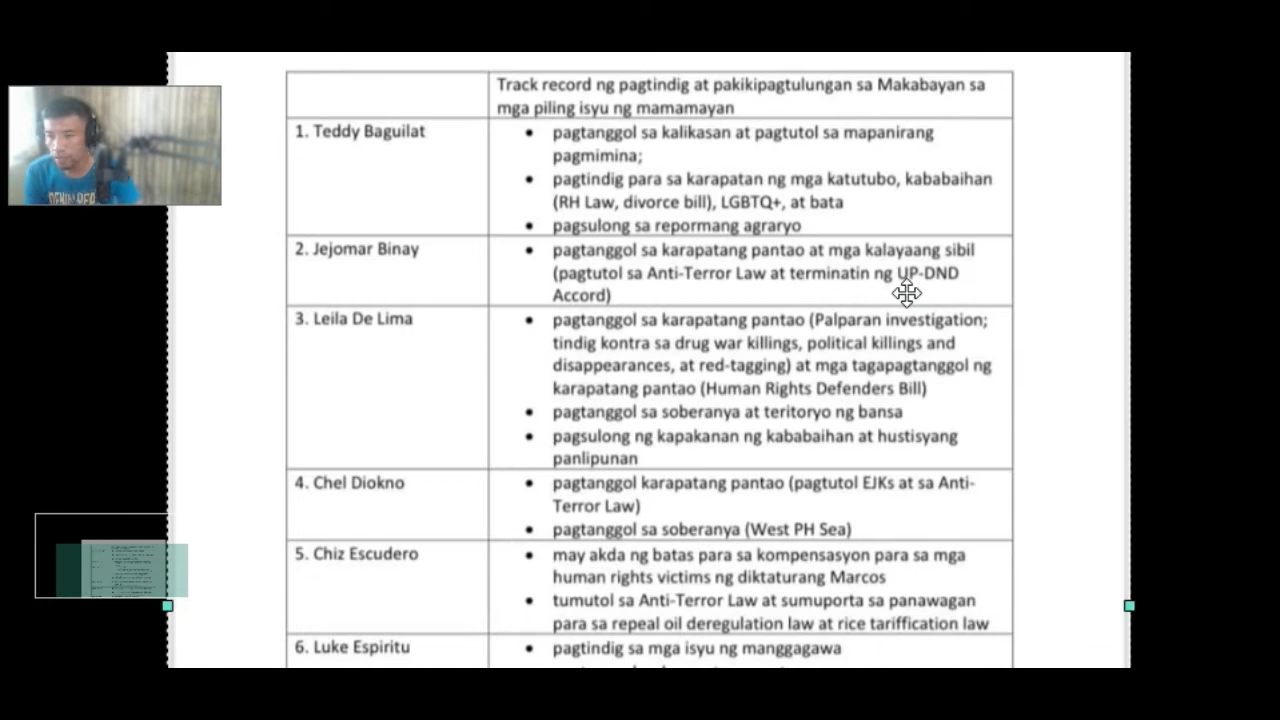 Track record ng pagtindig at pakikipagtulungan sa Makabayan sa
mga piling isyu ng mamamayan
1. Teddy Baguilat
• pagtanggol sa kalikasan at pagtutol sa mapanirang
pagmimina;
• pagtindig para sa karapatan ng mga katutubo, kababaihan
(RH Law, divorce bill), LGBTQ+, at bata
• pagsulong sa repormang agraryo
2. Jejomar Binay
• pagtanggol sa karapatang pantao at mga kalayaang sibil
(pagtutol sa Anti-Terror Law at terminatin ng UP-DND
Accord)
3. Leila De Lima
• pagtanggol sa karapatang pantao (Palparan investigation;
tindig kontra sa drug war killings, political killings and
disappearances, at red-tagging) at mga tagapagtanggol ng
karapatang pantao (Human Rights Defenders Bill)
• pagtanggol sa soberanya at teritoryo ng bansa
• pagsulong ng kapakanan ng kababaihan at hustisyang
panlipunan
4. Chel Diokno
• pagtanggol karapatang pantao (pagtutol EJKs at sa Anti-
Terror Law)
• pagtanggol sa soberanya (West PH Sea)
5. Chiz Escudero
• may akda ng batas para sa kompensasyon para sa mga
human rights victims ng diktaturang Marcos
• tumutol sa Anti-Terror Law at sumuporta sa panawagan
para sa repeal oil deregulation law at rice tariffication law
6. Luke Espiritu
• pagtindig sa mga isyu ng manggagawa